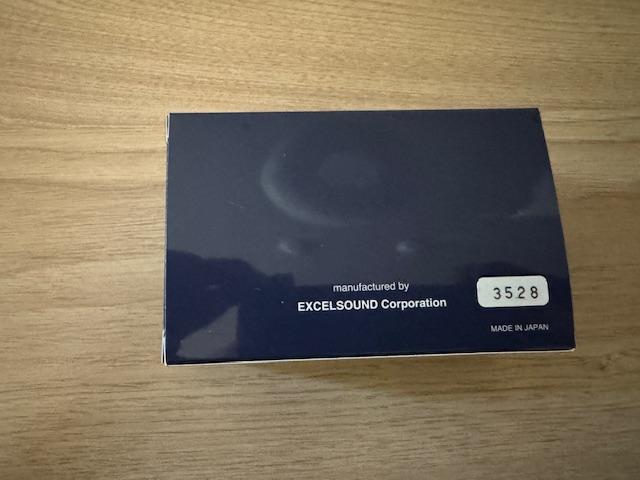 manufactured by
EXCELSOUND Corporation
3528
MADE IN JAPAN